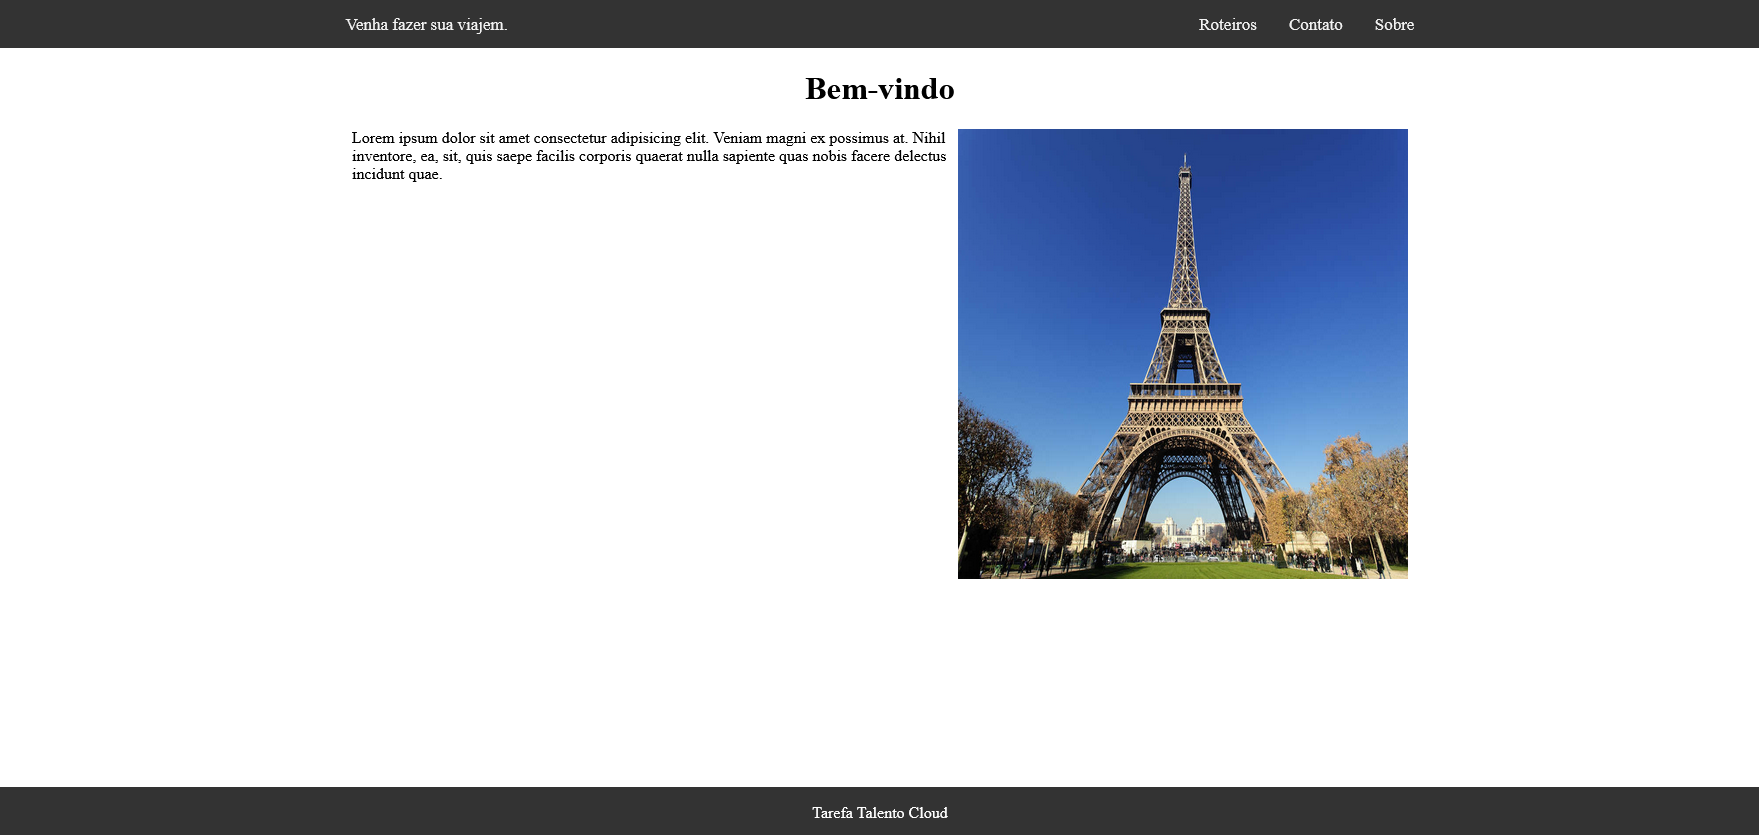 Venha fazer sua viajem.
Roteiros Contato Sobre
Bem-vindo
Lorem ipsum dolor sit amet consectetur adipisicing elit. Veniam magni ex possimus at. Nihil
inventore, ea, sit, quis saepe facilis corporis quaerat nulla sapiente quas nobis facere delectus
incidunt quae.
Tarefa Talento Cloud